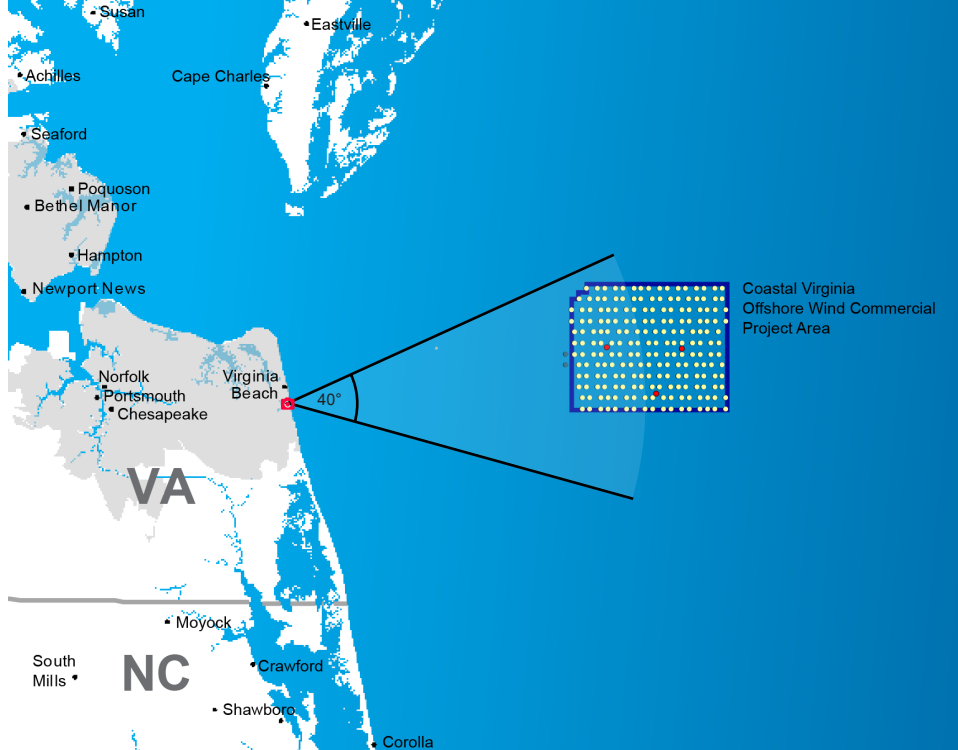 Susan
Eastville
Achilles
Cape Charles
Seaford
Poquoson
Bethel Manor
Hampton
Newport News
Coastal Virginia
Offshore Wind Commercial
Project Area
Norfolk
Virginia
Beach
Portsmouth
40°
Chesapeake
VA
Moyock
South
Mills
NC
Crawford
Shawboro
Corolla